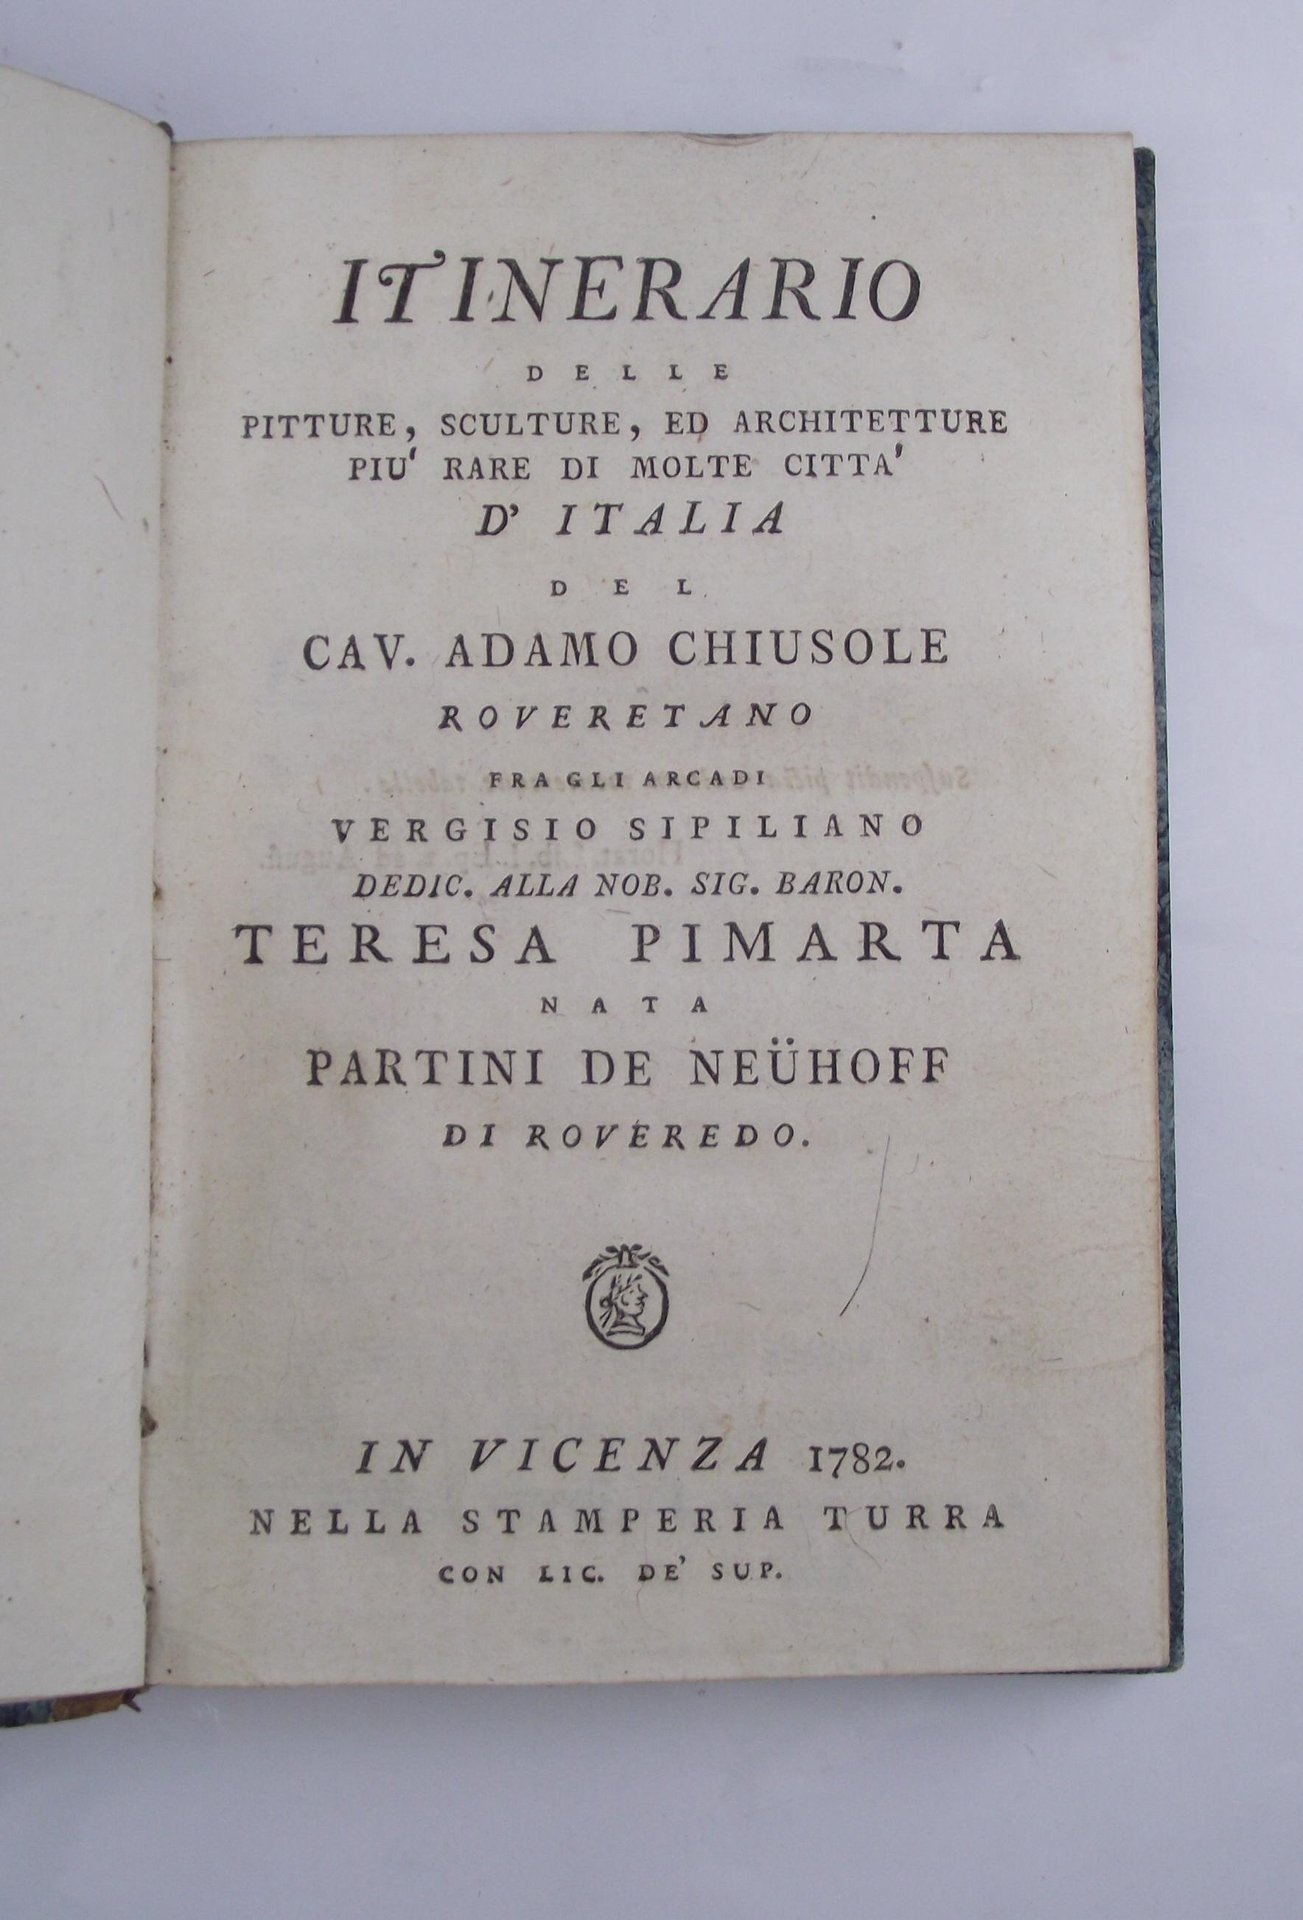 ITINERARIO
DELLE
PITTURE, SCULTURE, ED ARCHITETTURE
PIU' RARE DI MOLTE CITTA'
D' ITALIA
DEL
CAV. ADAMO CHIUSOLE
ROVERETANO
FRA GLI ARCADI
VERGISIO SIPILIANO
DEDIC. ALLA NOB. SIG. BARON.
TERESA PIMARTA
NATA
PARTINI DE NEÜHOFF
DI ROVEREDO.
IN VICENZA 1782.
NELLA STAMPERIA TURRA
CON LIC. DE' SUP.